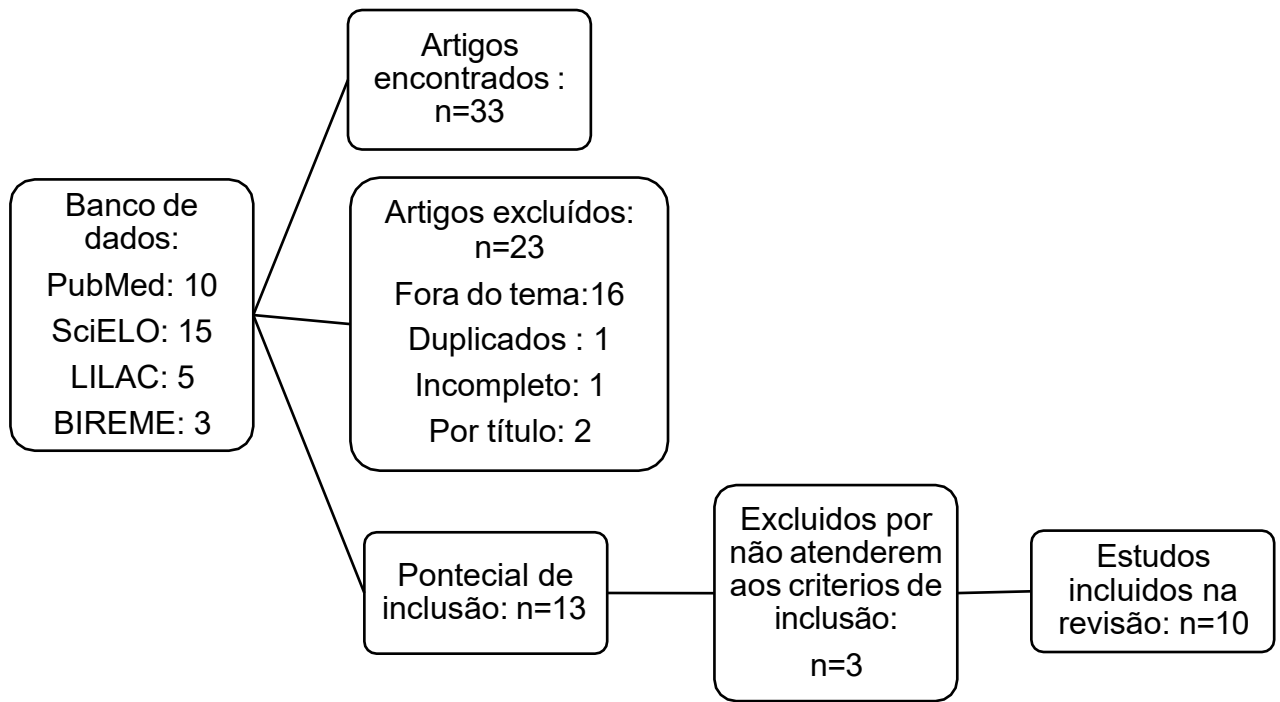 Banco de
dados:
PubMed: 10
SciELO: 15
LILAC: 5
BIREME: 3
Artigos
encontrados :
n=33
Artigos excluídos:
n=23
Fora do tema:16
Duplicados : 1
Incompleto: 1
Por título: 2
Pontecial de
inclusão: n=13
Excluidos por
não atenderem
aos criterios de
inclusão:
n=3
Estudos
incluidos na
revisão: n=10